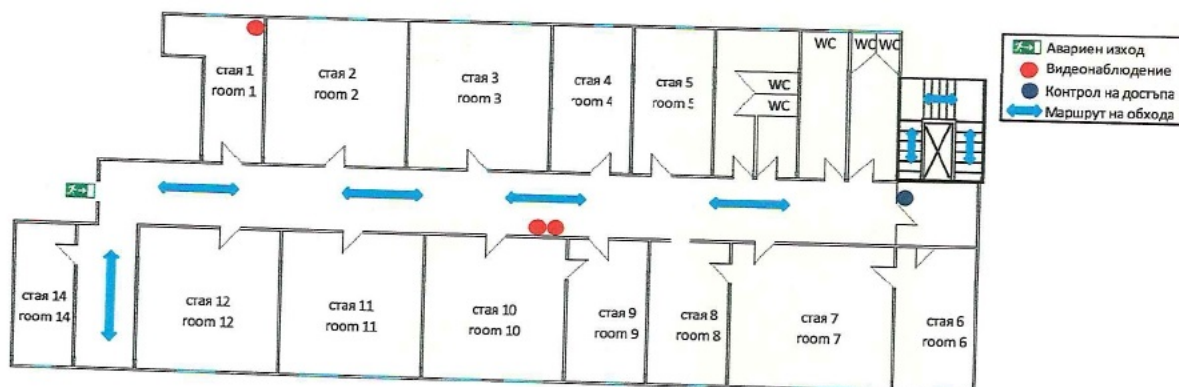 стая 1
room 1
стая 2
room 2
стая 3
room 3
стая 4
room 4
стая 5
room 5
WC
WC
WC
WC
WC
Авариен изход
Видеонаблюдение
Контрол на достъпа
Маршрут на обхода
стая 14
room 14
стая 12
room 12
стая 11
room 11
стая 10
room 10
стая 9
room 9
стая 8
room 8
стая 7
room 7
стая 6
room 6